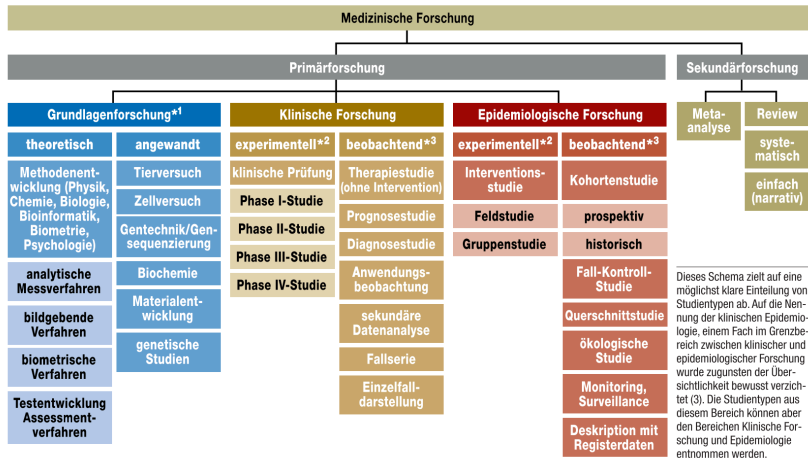 Medizinische Forschung
Primärforschung
Sekundärforschung
Grundlagenforschung*1
Klinische Forschung
Epidemiologische Forschung
Meta-
analyse
Review
syste-
matisch
einfach
(narrativ)
theoretisch
angewandt
experimentell*2
beobachtend*3
experimentell*2
beobachtend*3
Methodenent-
wicklung (Physik,
Chemie, Biologie,
Bioinformatik,
Biometrie,
Psychologie)
analytische
Messverfahren
bildgebende
Verfahren
biometrische
Verfahren
Testentwicklung
Assessment-
verfahren
Tierversuch
Zellversuch
Gentechnik/Gen-
sequenzierung
Biochemie
Materialent-
wicklung
genetische
Studien
klinische Prüfung
Phase I-Studie
Phase II-Studie
Phase III-Studie
Phase IV-Studie
Therapiestudie
(ohne Intervention)
Prognosestudie
Diagnosestudie
Anwendungs-
beobachtung
sekundäre
Datenanalyse
Fallserie
Einzelfall-
darstellung
Interventions-
studie
Feldstudie
Gruppenstudie
Kohortenstudie
prospektiv
historisch
Fall-Kontroll-
Studie
Querschnittstudie
ökologische
Studie
Monitoring,
Surveillance
Deskription mit
Registerdaten
Dieses Schema zielt auf eine
möglichst klare Einteilung von
Studientypen ab. Auf die Nen-
nung der klinischen Epidemio-
logie, einem Fach im Grenzbe-
reich zwischen klinischer und
epidemiologischer Forschung
wurde zugunsten der Über-
sichtlichkeit bewusst verzich-
tet (3). Die Studientypen aus
diesem Bereich können aber
den Bereichen Klinische For-
schung und Epidemiologie
entnommen werden.